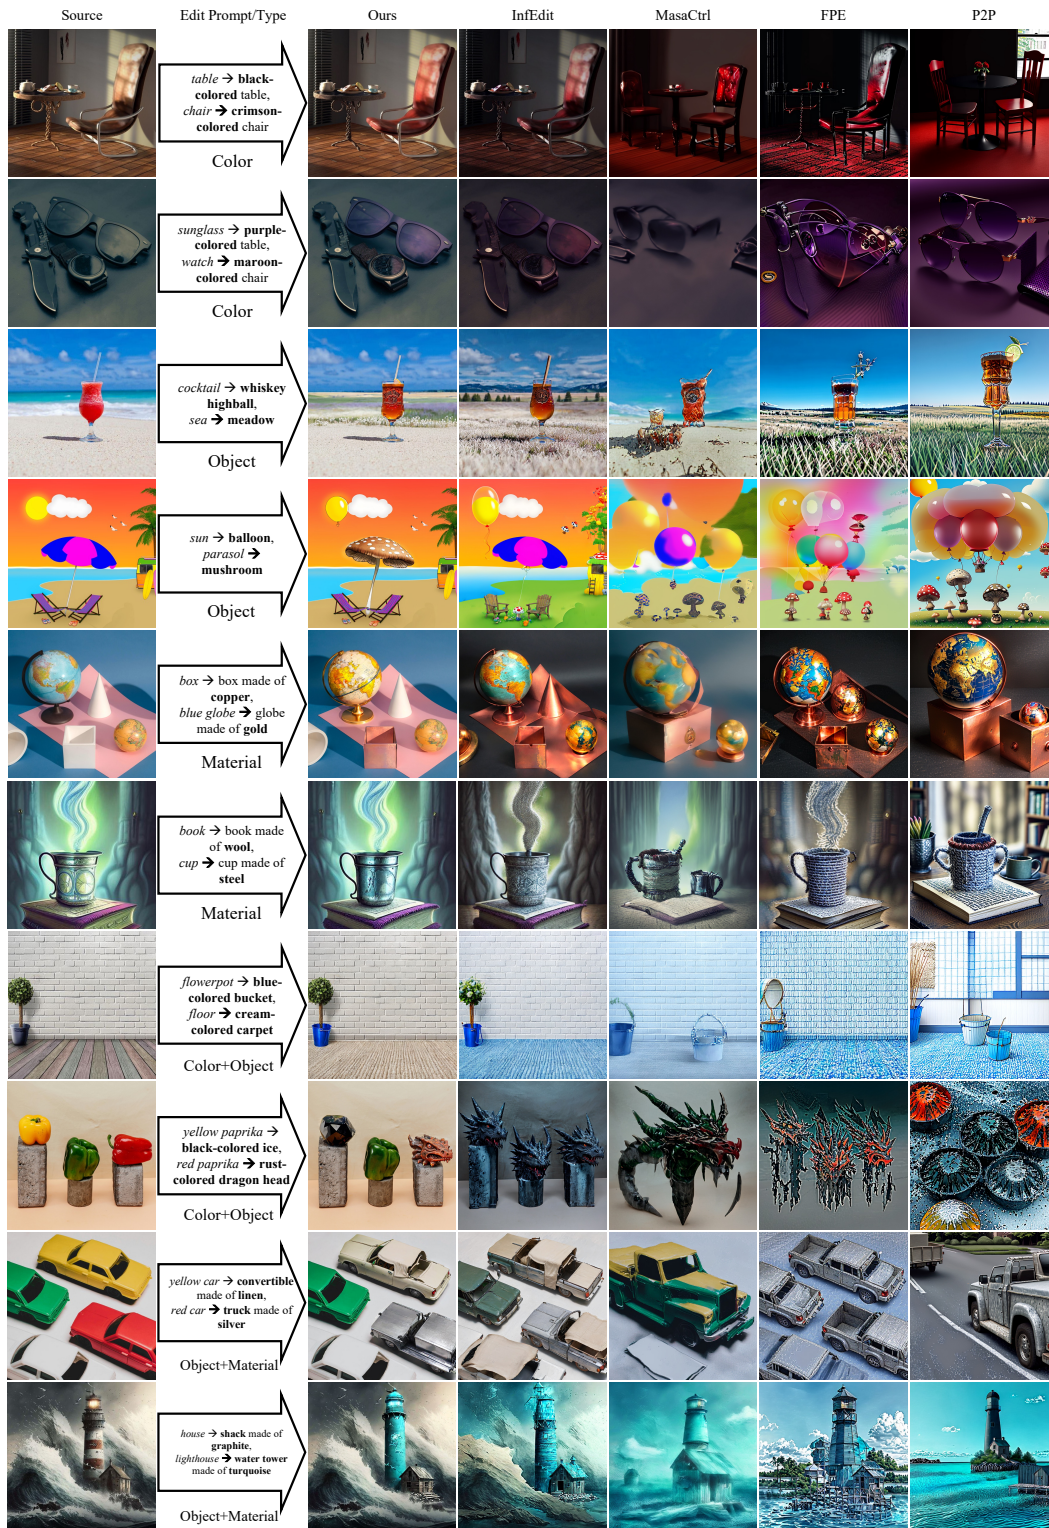 Source Edit Prompt/Type Ours InfEdit MasaCtrl FPE P2P
table → black-
colored table,
chair → crimson-
colored chair
Color
sunglass → purple-
colored table,
watch → maroon-
colored chair
Color
cocktail → whiskey
highball,
sea → meadow
Object
sun → balloon,
parasol →
mushroom
Object
box → box made of
copper,
blue globe → globe
made of gold
Material
book → book made
of wool,
cup → cup made of
steel
Material
flowerpot → blue-
colored bucket,
floor → cream-
colored carpet
Color+Object
yellow paprika →
black-colored ice,
red paprika → rust-
colored dragon head
Color+Object
yellow car → convertible
made of linen,
red car → truck made of
silver
Object+Material
house → shack made of
graphite,
lighthouse → water tower
made of turquoise
Object+Material